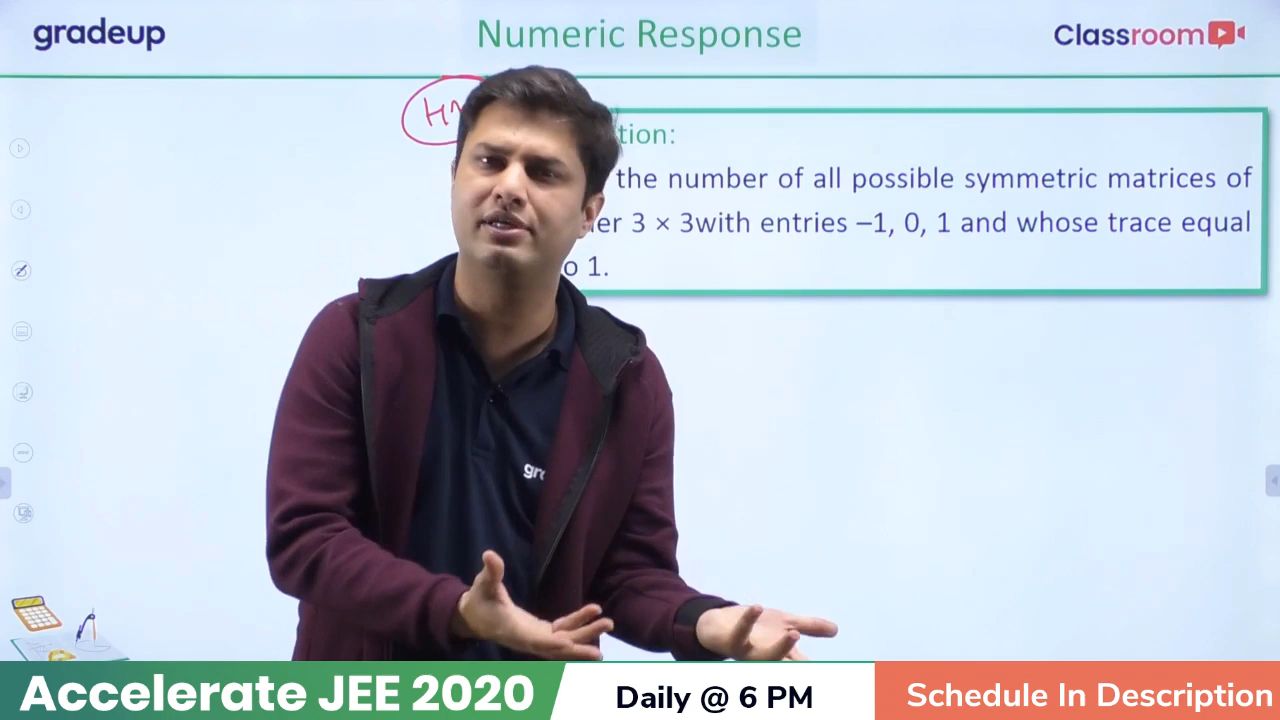 gradeup
Numeric Response
Classroom
tion:
the number of all possible symmetric matrices of
er 3 × 3with entries –1, 0, 1 and whose trace equal
o 1.
Accelerate JEE 2020
Daily @ 6 PM
Schedule In Description